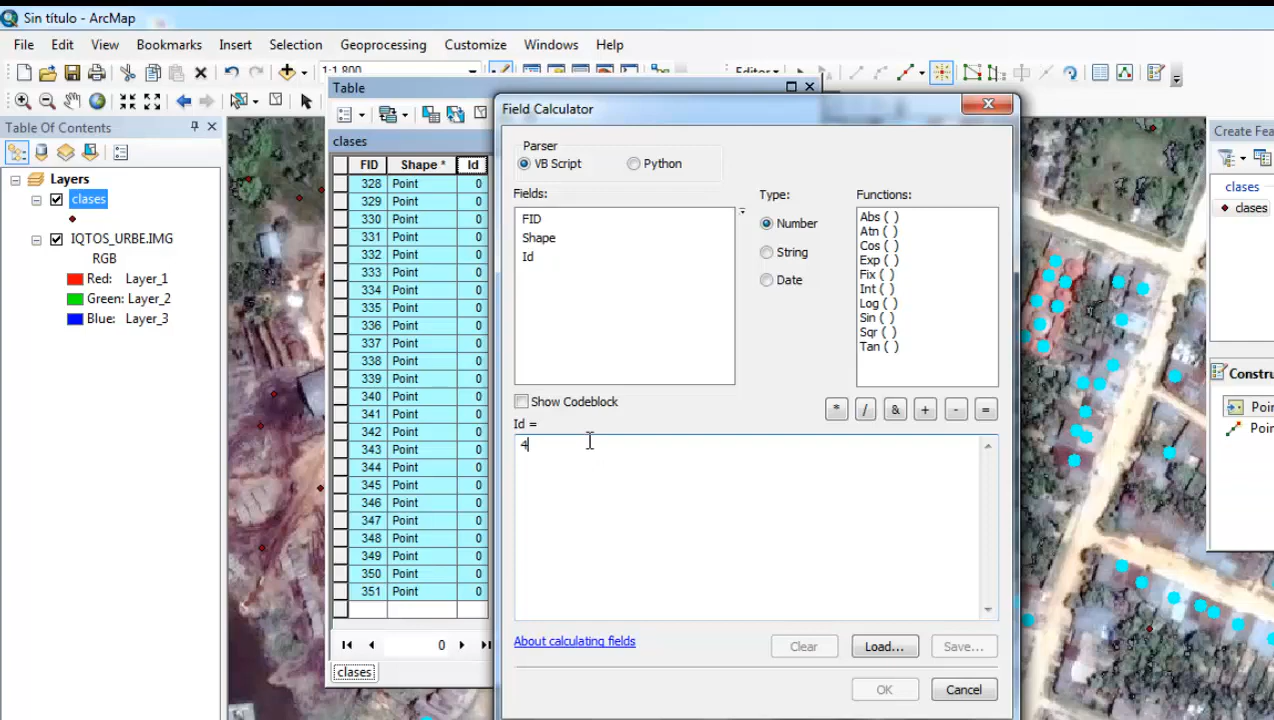 Sin título - ArcMap
File Edit View Bookmarks Insert Selection Geoprocessing Customize Windows Help
1:1,800
Editor
Table Of Contents
Layers
clases
IQTOS_URBE.IMG
RGB
Red: Layer_1
Green: Layer_2
Blue: Layer_3
Table
clases
FID Shape * Id
328 Point 0
329 Point 0
330 Point 0
331 Point 0
332 Point 0
333 Point 0
334 Point 0
335 Point 0
336 Point 0
337 Point 0
338 Point 0
339 Point 0
340 Point 0
341 Point 0
342 Point 0
343 Point 0
344 Point 0
345 Point 0
346 Point 0
347 Point 0
348 Point 0
349 Point 0
350 Point 0
351 Point 0
0
clases
Field Calculator
Parser
VB Script Python
Fields:
FID
Shape
Id
Type:
Number
String
Date
Functions:
Abs ( )
Atn ( )
Cos ( )
Exp ( )
Fix ( )
Int ( )
Log ( )
Sin ( )
Sqr ( )
Tan ( )
Show Codeblock
* / & + - =
Id =
4
About calculating fields
Clear Load... Save...
OK Cancel
Create Fea
clases
clases
Constru
Poin
Poin